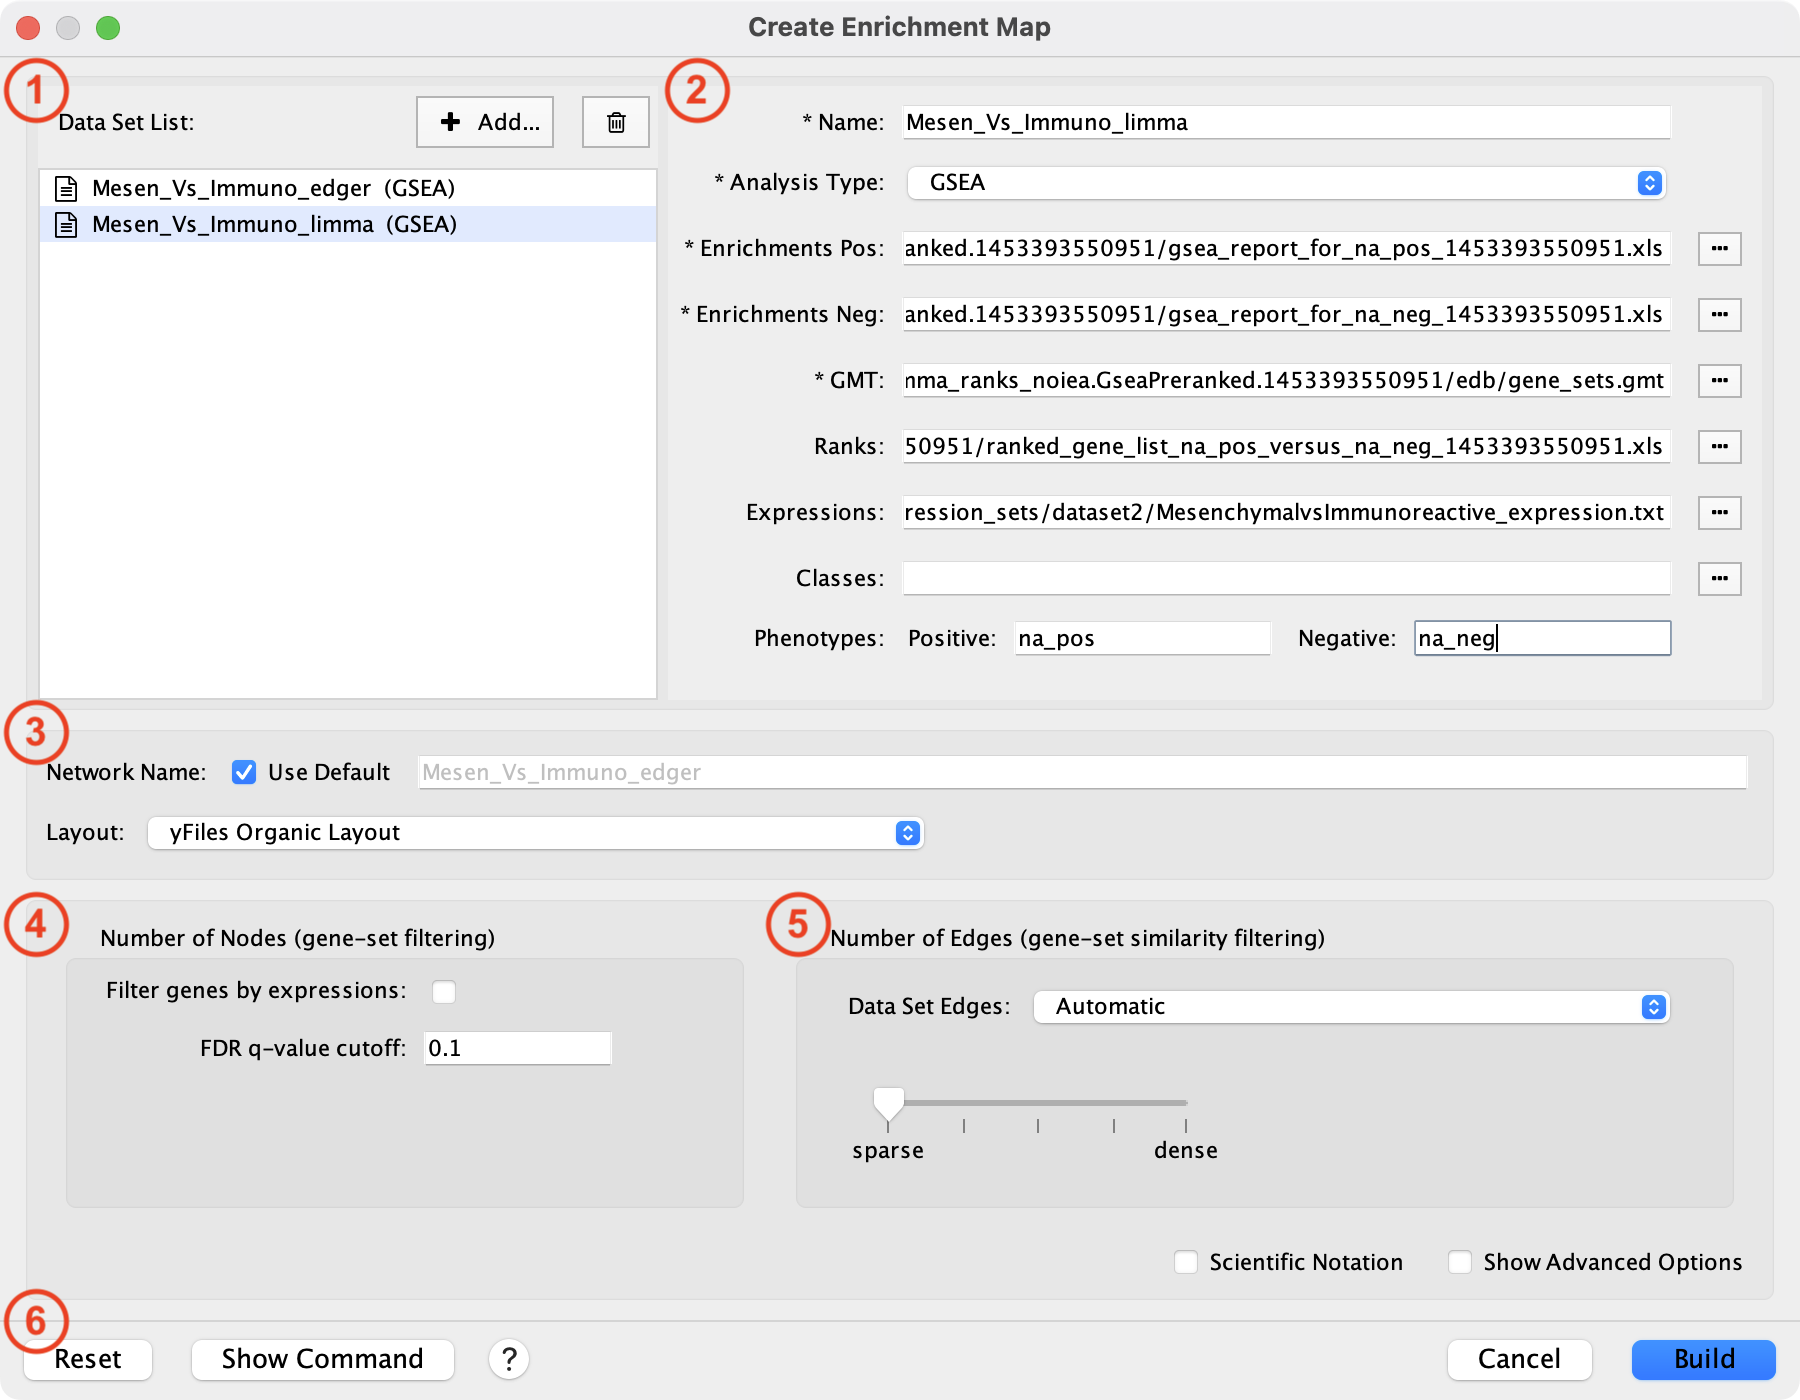 Create Enrichment Map
1
Data Set List:
Add...
Mesen_Vs_Immuno_edger (GSEA)
Mesen_Vs_Immuno_limma (GSEA)
2
* Name: Mesen_Vs_Immuno_limma
* Analysis Type: GSEA
* Enrichments Pos: anked.1453393550951/gsea_report_for_na_pos_1453393550951.xls ...
* Enrichments Neg: anked.1453393550951/gsea_report_for_na_neg_1453393550951.xls ...
* GMT: mma_ranks_noiea.GseaPreranked.1453393550951/edb/gene_sets.gmt ...
Ranks: 50951/ranked_gene_list_na_pos_versus_na_neg_1453393550951.xls ...
Expressions: ression_sets/dataset2/MesenchymalvsImmunoreactive_expression.txt ...
Classes: ...
Phenotypes: Positive: na_pos Negative: na_neg
3
Network Name: Use Default Mesen_Vs_Immuno_edger
Layout: yFiles Organic Layout
4
Number of Nodes (gene-set filtering)
Filter genes by expressions:
FDR q-value cutoff: 0.1
5
Number of Edges (gene-set similarity filtering)
Data Set Edges: Automatic
sparse dense
Scientific Notation Show Advanced Options
6
Reset Show Command ? Cancel Build